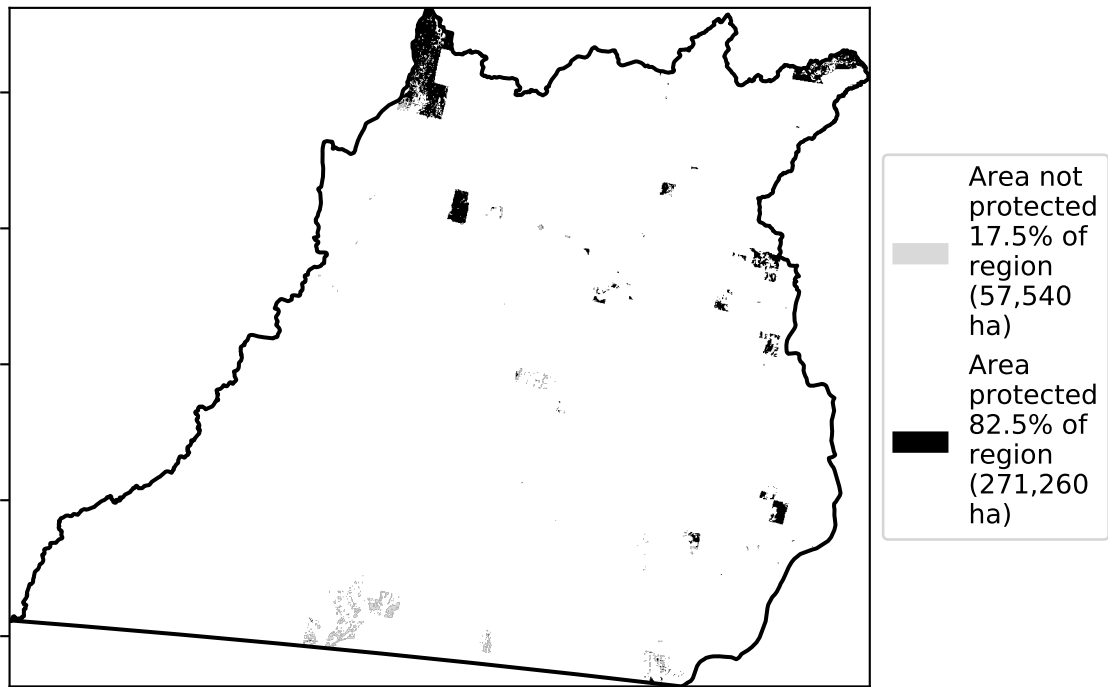 Area not
protected
17.5% of
region
(57,540
ha)
Area
protected
82.5% of
region
(271,260
ha)